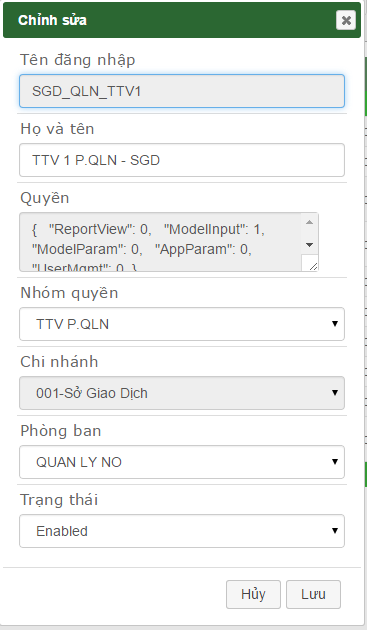 Chỉnh sửa
Tên đăng nhập
SGD_QLN_TTV1
Họ và tên
TTV 1 P.QLN - SGD
Quyền
{ "ReportView": 0, "ModelInput": 1,
"ModelParam": 0, "AppParam": 0,
"UserMgmt": 0 }
Nhóm quyền
TTV P.QLN
Chi nhánh
001-Sở Giao Dịch
Phòng ban
QUAN LY NO
Trạng thái
Enabled
Hủy Lưu